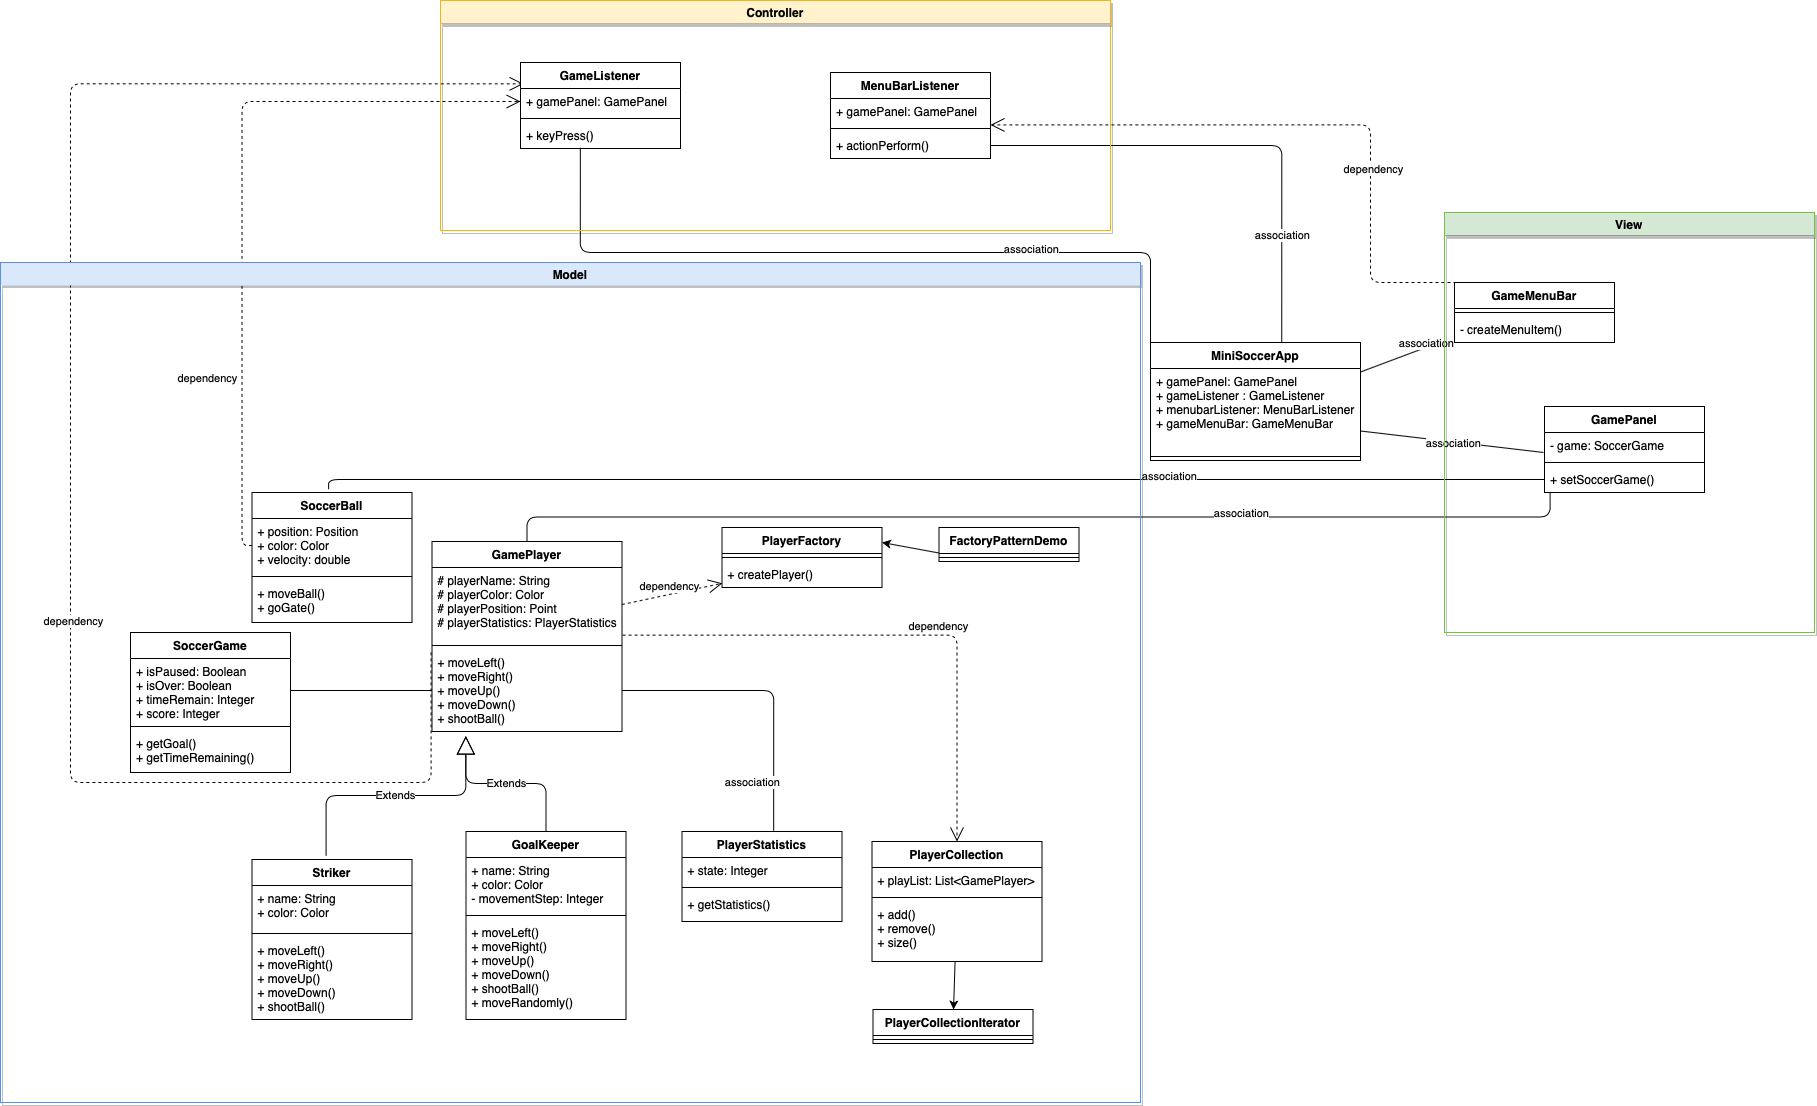 Controller
GameListener
+ gamePanel: GamePanel
+ keyPress()
MenuBarListener
+ gamePanel: GamePanel
+ actionPerform()
dependency
View
association
association
Model
GameMenuBar
- createMenuItem()
association
MiniSoccerApp
+ gamePanel: GamePanel
+ gameListener : GameListener
+ menubarListener: MenuBarListener
+ gameMenuBar: GameMenuBar
dependency
GamePanel
- game: SoccerGame
+ setSoccerGame()
association
association
association
SoccerBall
+ position: Position
+ color: Color
+ velocity: double
+ moveBall()
+ goGate()
GamePlayer
# playerName: String
# playerColor: Color
# playerPosition: Point
# playerStatistics: PlayerStatistics
+ moveLeft()
+ moveRight()
+ moveUp()
+ moveDown()
+ shootBall()
PlayerFactory
+ createPlayer()
FactoryPatternDemo
dependency
dependency
dependency
SoccerGame
+ isPaused: Boolean
+ isOver: Boolean
+ timeRemain: Integer
+ score: Integer
+ getGoal()
+ getTimeRemaining()
Extends
Extends
association
Striker
+ name: String
+ color: Color
+ moveLeft()
+ moveRight()
+ moveUp()
+ moveDown()
+ shootBall()
GoalKeeper
+ name: String
+ color: Color
- movementStep: Integer
+ moveLeft()
+ moveRight()
+ moveUp()
+ moveDown()
+ shootBall()
+ moveRandomly()
PlayerStatistics
+ state: Integer
+ getStatistics()
PlayerCollection
+ playList: List<GamePlayer>
+ add()
+ remove()
+ size()
PlayerCollectionIterator